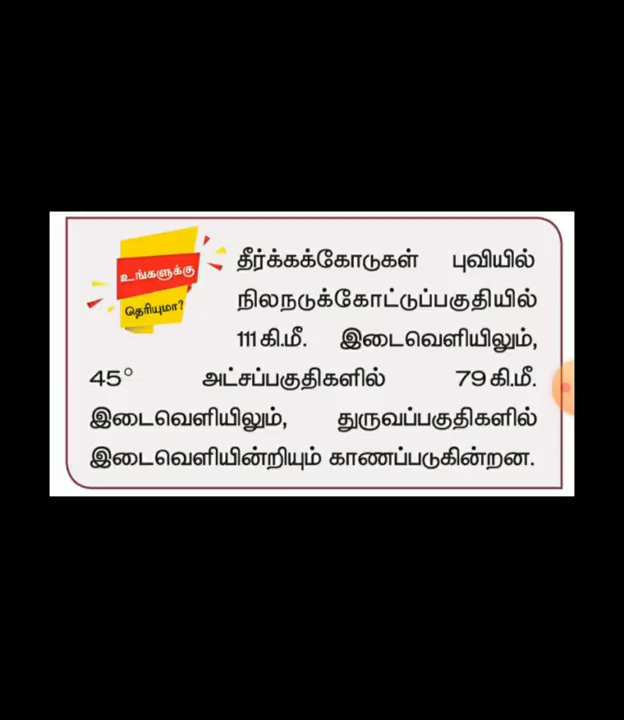 உங்களுக்கு
தெரியுமா?
தீர்க்கக்கோடுகள் புவியில்
நிலநடுக்கோட்டுப்பகுதியில்
111 கி.மீ. இடைவெளியிலும்,
45° அட்சப்பகுதிகளில் 79 கி.மீ.
இடைவெளியிலும், துருவப்பகுதிகளில்
இடைவெளியின்றியும் காணப்படுகின்றன.